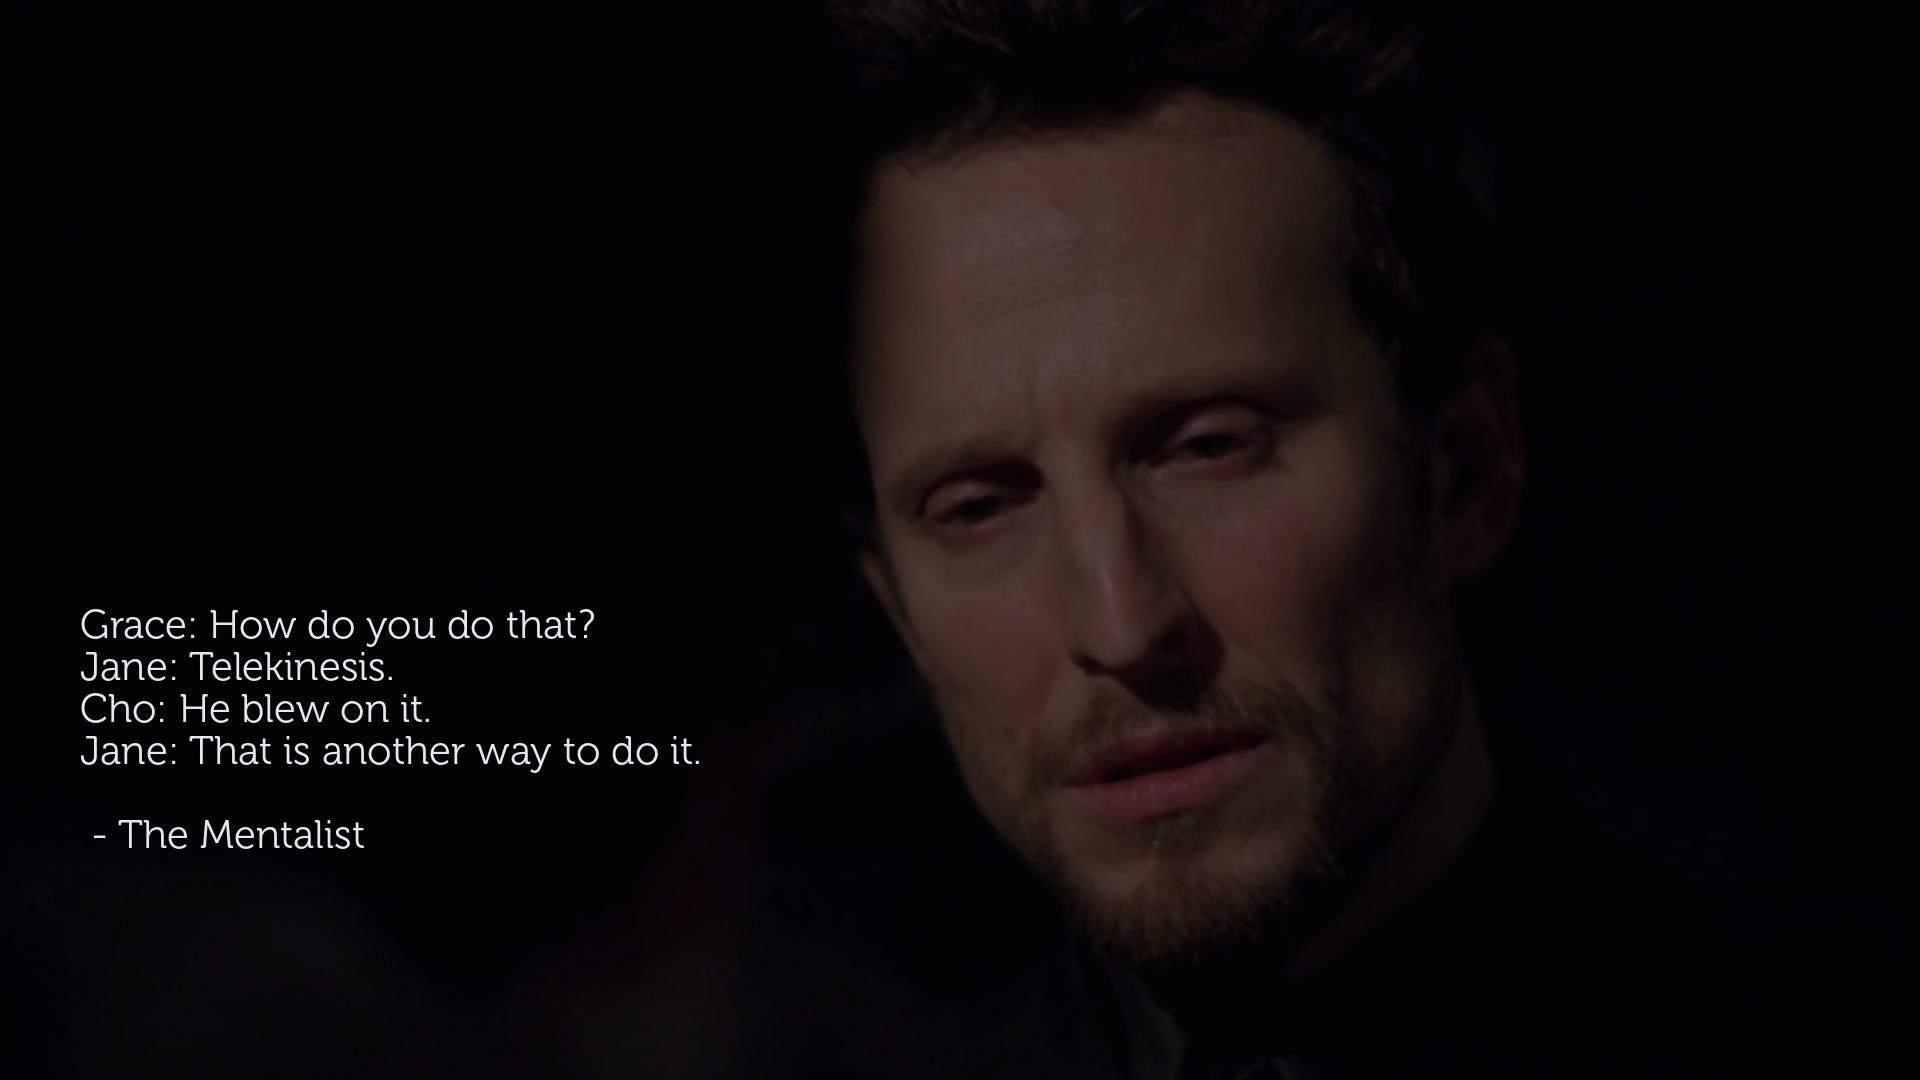 Grace: How do you do that?
Jane: Telekinesis.
Cho: He blew on it.
Jane: That is another way to do it.
- The Mentalist